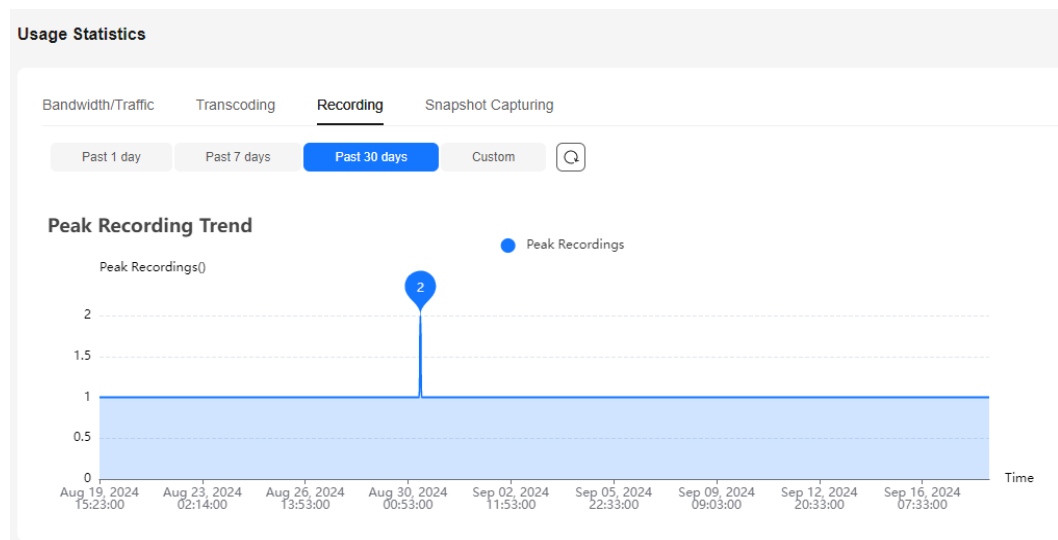 Usage Statistics
Bandwidth/Traffic Transcoding Recording Snapshot Capturing
Past 1 day Past 7 days Past 30 days Custom
Peak Recording Trend
Peak Recordings
Peak Recordings()
2
2
1.5
1
0.5
0
Time
Aug 19, 2024 Aug 23, 2024 Aug 26, 2024 Aug 30, 2024 Sep 02, 2024 Sep 05, 2024 Sep 09, 2024 Sep 12, 2024 Sep 16, 2024
15:23:00 02:14:00 13:53:00 00:53:00 11:53:00 22:33:00 09:03:00 20:33:00 07:33:00